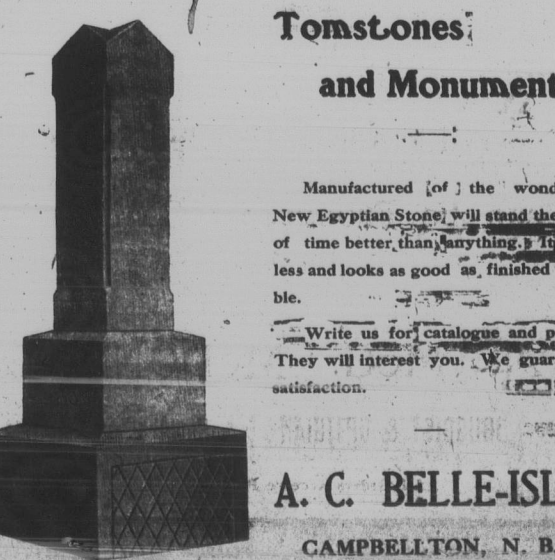 Tomstones
and Monument
Manufactured of the wond
New Egyptian Stone will stand the
of time better than anything. It
less and looks as good as finished
ble.
Write us for catalogue and p
They will interest you. We guar
satisfaction.
A. C. BELLE-ISL
CAMPBELLTON N. B